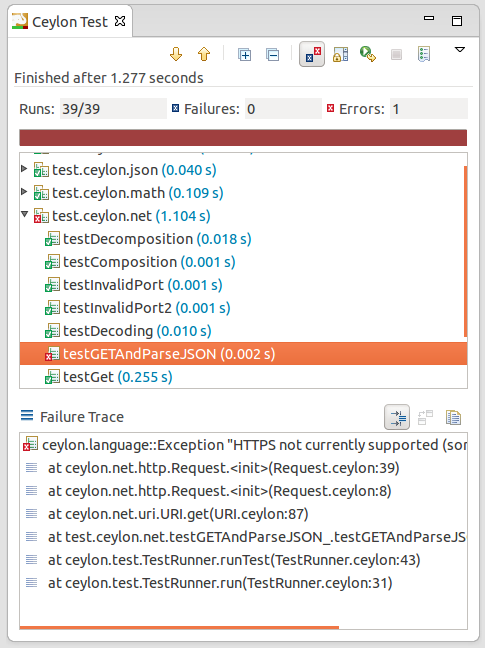 Ceylon Test
Finished after 1.277 seconds
Runs: 39/39 Failures: 0 Errors: 1
test.ceylon.json (0.040 s)
test.ceylon.math (0.109 s)
test.ceylon.net (1.104 s)
testDecomposition (0.018 s)
testComposition (0.001 s)
testInvalidPort (0.001 s)
testInvalidPort2 (0.001 s)
testDecoding (0.010 s)
testGETAndParseJSON (0.002 s)
testGet (0.255 s)
Failure Trace
ceylon.language::Exception "HTTPS not currently supported (sor
at ceylon.net.http.Request.<init>(Request.ceylon:39)
at ceylon.net.http.Request.<init>(Request.ceylon:8)
at ceylon.net.uri.URI.get(URI.ceylon:87)
at test.ceylon.net.testGETAndParseJSON_.testGETAndParseJSO
at ceylon.test.TestRunner.runTest(TestRunner.ceylon:43)
at ceylon.test.TestRunner.run(TestRunner.ceylon:31)